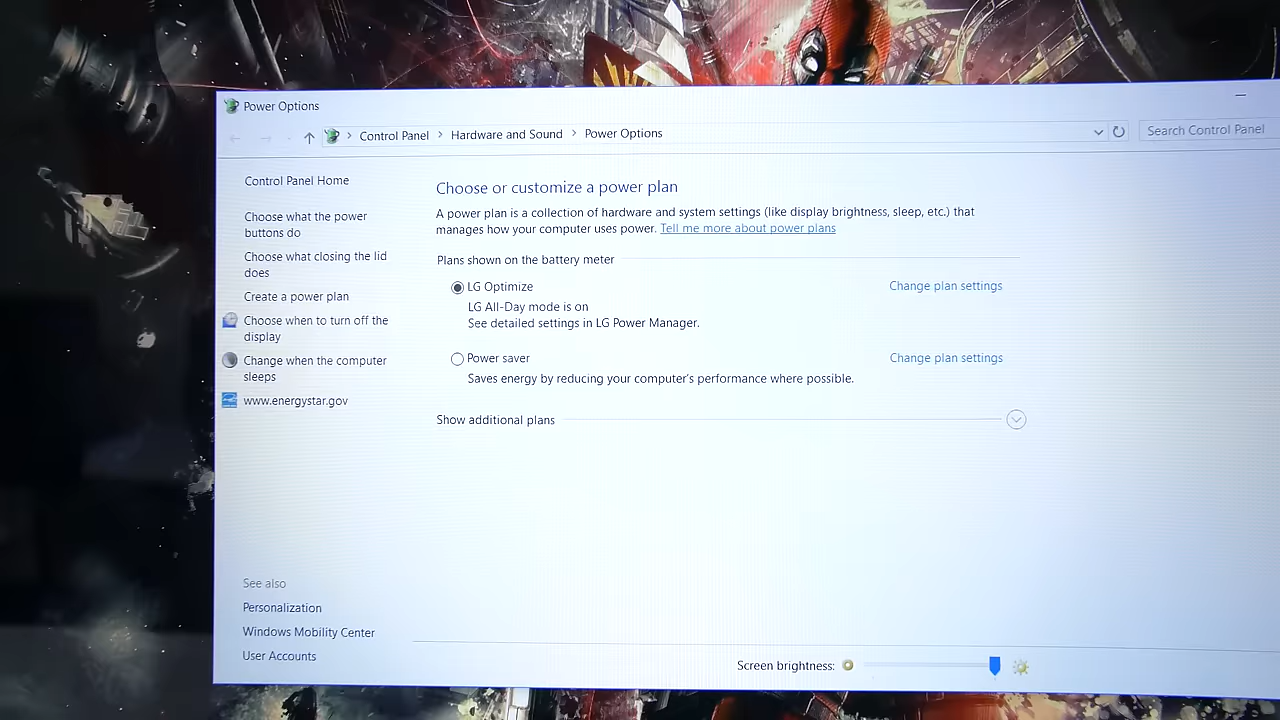 Power Options
Control Panel > Hardware and Sound > Power Options
Search Control Panel
Control Panel Home
Choose what the power
buttons do
Choose what closing the lid
does
Create a power plan
Choose when to turn off the
display
Change when the computer
sleeps
www.energystar.gov
Choose or customize a power plan
A power plan is a collection of hardware and system settings (like display brightness, sleep, etc.) that
manages how your computer uses power. Tell me more about power plans
Plans shown on the battery meter
LG Optimize
Change plan settings
LG All-Day mode is on
See detailed settings in LG Power Manager.
Power saver
Change plan settings
Saves energy by reducing your computer's performance where possible.
Show additional plans
See also
Personalization
Windows Mobility Center
User Accounts
Screen brightness: